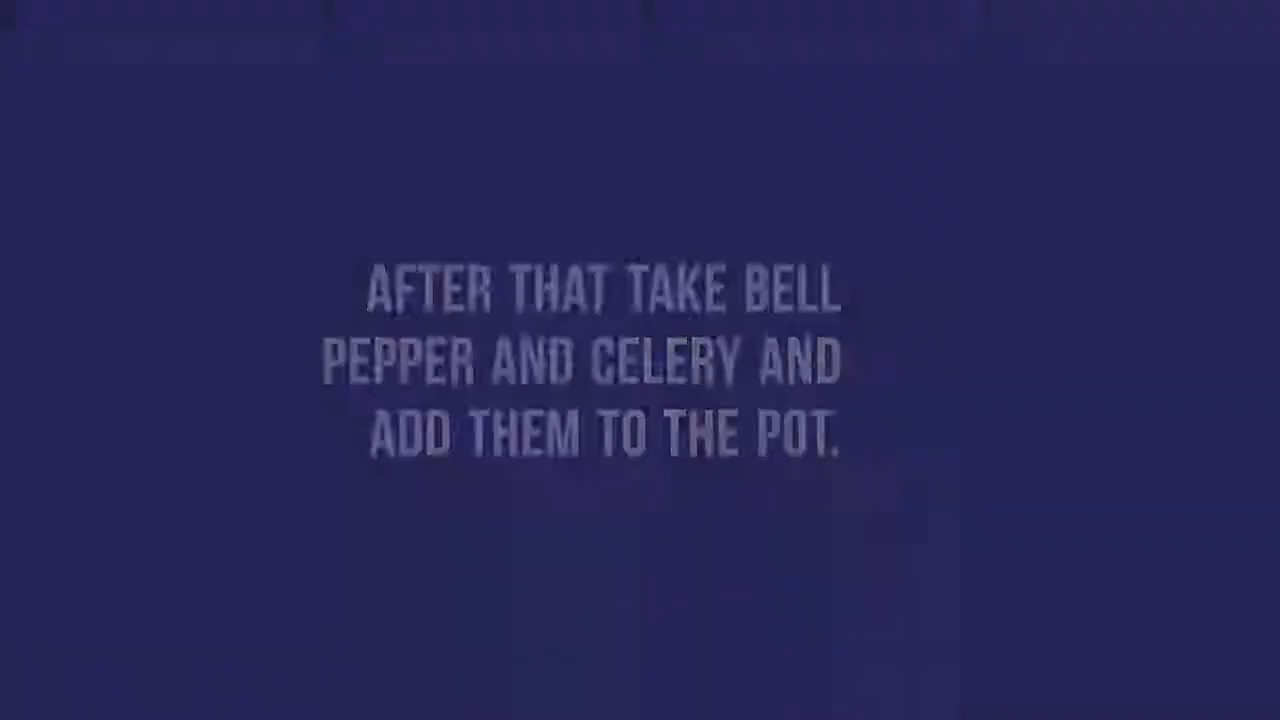 AFTER THAT TAKE BELL
PEPPER AND CELERY AND
ADD THEM TO THE POT.